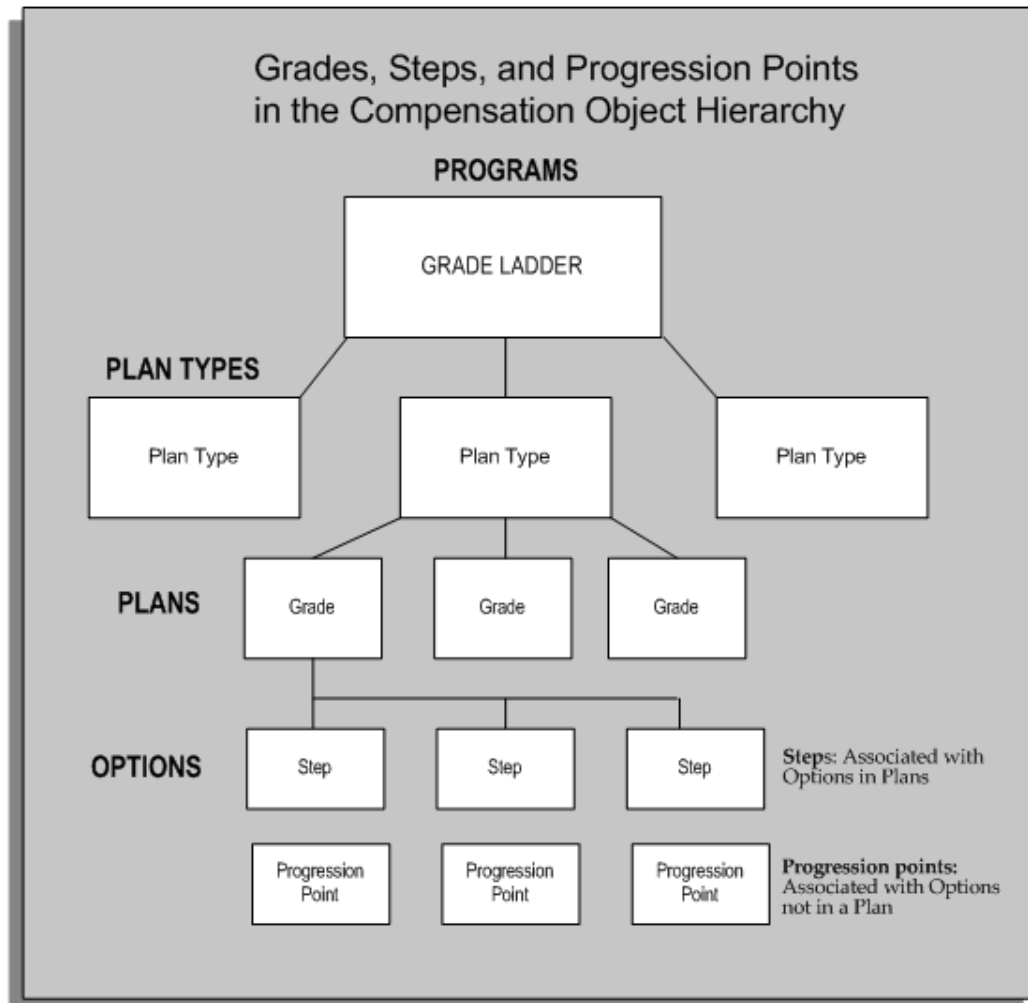 Grades, Steps, and Progression Points
in the Compensation Object Hierarchy
PROGRAMS
GRADE LADDER
PLAN TYPES
Plan Type
Plan Type
Plan Type
PLANS
Grade
Grade
Grade
OPTIONS
Step
Step
Step
Steps: Associated with
Options in Plans
Progression
Point
Progression
Point
Progression
Point
Progression points:
Associated with Options
not in a Plan